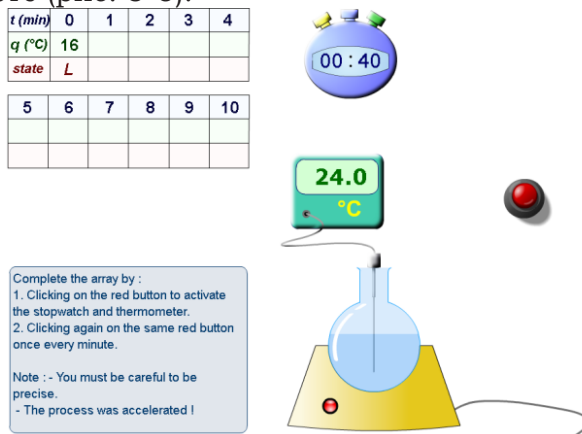 t (min) 0 1 2 3 4
q (°C) 16
state L
5 6 7 8 9 10
00 : 40
24.0
°C
Complete the array by :
1. Clicking on the red button to activate
the stopwatch and thermometer.
2. Clicking again on the same red button
once every minute.
Note : - You must be careful to be
precise.
- The process was accelerated !